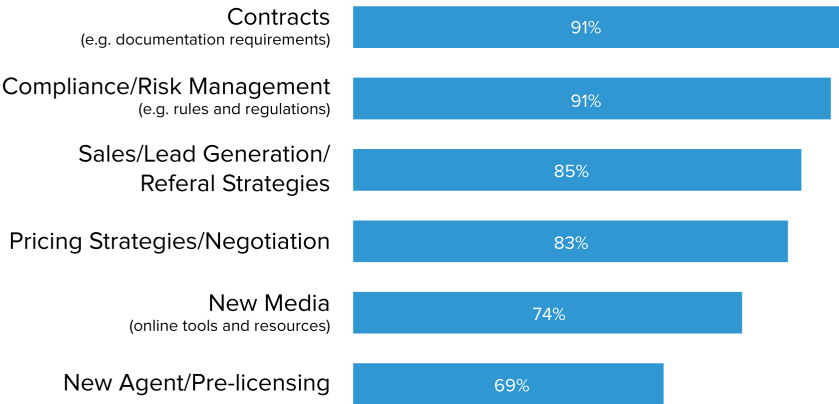 Contracts
(e.g. documentation requirements)
91%
Compliance/Risk Management
(e.g. rules and regulations)
91%
Sales/Lead Generation/
Referal Strategies
85%
Pricing Strategies/Negotiation
83%
New Media
(online tools and resources)
74%
New Agent/Pre-licensing
69%